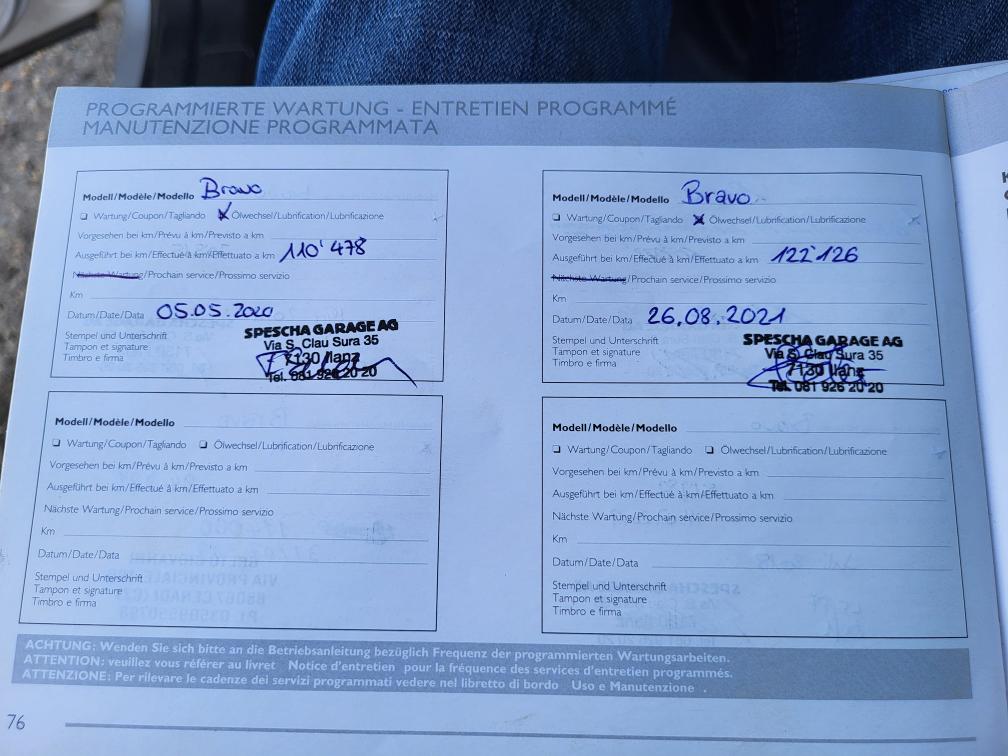 PROGRAMMIERTE WARTUNG - ENTRETIEN PROGRAMMÉ
MANUTENZIONE PROGRAMMATA
Modell/Modèle/Modello Bravo
Wartung/Coupon/Tagliando Ölwechsel/Lubrification/Lubrificazione
Vorgesehen bei km/Prévu à km/Previsto a km
Ausgeführt bei km/Effectué à km/Effettuato a km 110'478
Nächste Wartung/Prochain service/Prossimo servizio
Km
Datum/Date/Data 05.05.2020
Stempel und Unterschrift
Tampon et signature
Timbro e firma
SPESCHA GARAGE AG
Via S. Clau Sura 35
7130 Ilanz
Tel. 081 926 20 20
Modell/Modèle/Modello Bravo
Wartung/Coupon/Tagliando Ölwechsel/Lubrification/Lubrificazione
Vorgesehen bei km/Prévu à km/Previsto a km
Ausgeführt bei km/Effectué à km/Effettuato a km 122'126
Nächste Wartung/Prochain service/Prossimo servizio
Km
Datum/Date/Data 26.08.2021
Stempel und Unterschrift
Tampon et signature
Timbro e firma
SPESCHA GARAGE AG
Via S. Clau Sura 35
7130 Ilanz
Tel. 081 926 20 20
Modell/Modèle/Modello
Wartung/Coupon/Tagliando Ölwechsel/Lubrification/Lubrificazione
Vorgesehen bei km/Prévu à km/Previsto a km
Ausgeführt bei km/Effectué à km/Effettuato a km
Nächste Wartung/Prochain service/Prossimo servizio
Km
Datum/Date/Data
Stempel und Unterschrift
Tampon et signature
Timbro e firma
Modell/Modèle/Modello
Wartung/Coupon/Tagliando Ölwechsel/Lubrification/Lubrificazione
Vorgesehen bei km/Prévu à km/Previsto a km
Ausgeführt bei km/Effectué à km/Effettuato a km
Nächste Wartung/Prochain service/Prossimo servizio
Km
Datum/Date/Data
Stempel und Unterschrift
Tampon et signature
Timbro e firma
ACHTUNG: Wenden Sie sich bitte an die Betriebsanleitung bezüglich Frequenz der programmierten Wartungsarbeiten.
ATTENTION: veuillez vous référer au livret Notice d'entretien pour la fréquence des services d'entretien programmés.
ATTENZIONE: Per rilevare le cadenze dei servizi programmati vedere nel libretto di bordo Uso e Manutenzione .
76